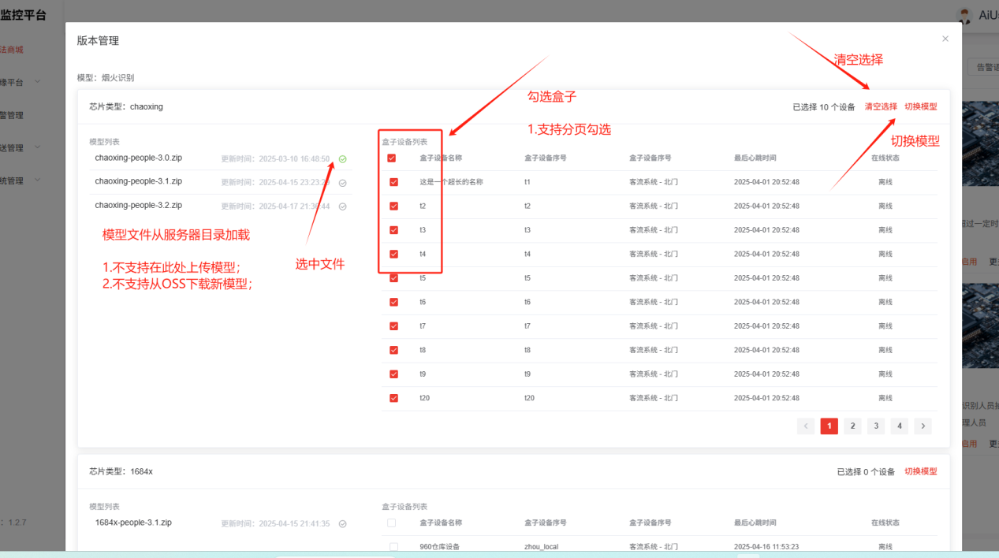 监控平台
AiU
法商城
缘平台
警管理
送管理
统管理
: 1.2.7
版本管理
×
模型：烟火识别
芯片类型：chaoxing
已选择 10 个设备 清空选择 切换模型
清空选择
切换模型
勾选盒子
1.支持分页勾选
模型列表
chaoxing-people-3.0.zip 更新时间：2025-03-10 16:48:50
chaoxing-people-3.1.zip 更新时间：2025-04-15 23:23:2
chaoxing-people-3.2.zip 更新时间：2025-04-17 21:36:44
模型文件从服务器目录加载
1.不支持在此处上传模型；
2.不支持从OSS下载新模型；
选中文件
盒子设备列表
盒子设备名称 盒子设备序号 盒子设备序号 最后心跳时间 在线状态
这是一个超长的名称 t1 客流系统 - 北门 2025-04-01 20:52:48 离线
t2 t2 客流系统 - 北门 2025-04-01 20:52:48 离线
t3 t3 客流系统 - 北门 2025-04-01 20:52:48 离线
t4 t4 客流系统 - 北门 2025-04-01 20:52:48 离线
t5 t5 客流系统 - 北门 2025-04-01 20:52:48 离线
t6 t6 客流系统 - 北门 2025-04-01 20:52:48 离线
t7 t7 客流系统 - 北门 2025-04-01 20:52:48 离线
t8 t8 客流系统 - 北门 2025-04-01 20:52:48 离线
t9 t9 客流系统 - 北门 2025-04-01 20:52:48 离线
t20 t20 客流系统 - 北门 2025-04-01 20:52:48 离线
< 1 2 3 4 >
芯片类型：1684x
已选择 0 个设备 切换模型
模型列表
1684x-people-3.1.zip 更新时间：2025-04-15 21:41:35
盒子设备列表
盒子设备名称 盒子设备序号 盒子设备序号 最后心跳时间 在线状态
960仓库设备 zhou_local 客流系统 - 北门 2025-04-16 11:53:23 离线
告警语
超过一定时
启用 更
识别人员
理人员
启用 更